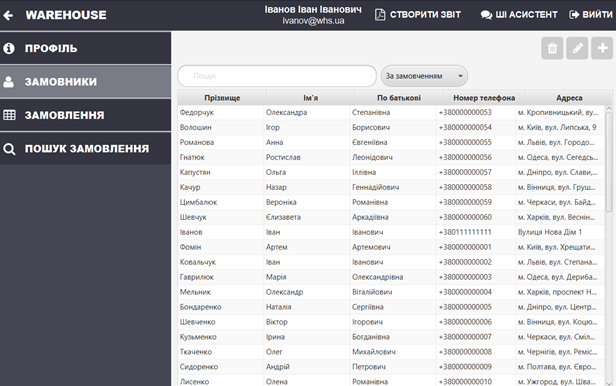 WAREHOUSE
Іванов Іван Іванович
ivanov@whs.ua
СТВОРИТИ ЗВІТ
ШІ АСИСТЕНТ
ВИЙТИ
ПРОФІЛЬ
ЗАМОВНИКИ
ЗАМОВЛЕННЯ
ПОШУК ЗАМОВЛЕННЯ
Пошук
За замовченням
Прізвище Ім'я По батькові Номер телефона Адреса
Федорчук Олександра Степанівна +380000000053 м. Кропивницький, ву...
Волошин Ігор Борисович +380000000054 м. Київ, вул. Липська, 9
Романова Анна Євгеніївна +380000000055 м. Львів, вул. Городо...
Гнатюк Ростислав Леонідович +380000000056 м. Одеса, вул. Сегедсь...
Капустян Ольга Іллівна +380000000057 м. Дніпро, вул. Слави,...
Качур Назар Геннадійович +380000000058 м. Вінниця, вул. Груш...
Цимбалюк Вероніка Романівна +380000000059 м. Черкаси, вул. Байд...
Шевчук Єлизавета Аркадіївна +380000000060 м. Харків, вул. Веснін...
Іванов Іван Іванович +380111111111 Вулиця Нова Дім 1
Фомін Артем Артемович +380000000001 м. Київ, вул. Хрещати...
Ковальчук Іван Іванович +380000000002 м. Львів, вул. Степана...
Гаврилюк Марія Олександрівна +380000000003 м. Одеса, вул. Дериба...
Мельник Олександр Віталійович +380000000004 м. Харків, проспект Н...
Бондаренко Наталія Сергіївна +380000000005 м. Дніпро, вул. Центр...
Шевченко Віктор Ігорович +380000000006 м. Вінниця, вул. Коцю...
Кузьменко Ірина Богданівна +380000000007 м. Черкаси, вул. Сміл...
Ткаченко Олег Михайлович +380000000008 м. Чернігів, вул. Реміс...
Сидоренко Андрій Петрович +380000000009 м. Полтава, вул. Євро...
Лисенко Олена Романівна +380000000010 м. Ужгород, вул. Шва...